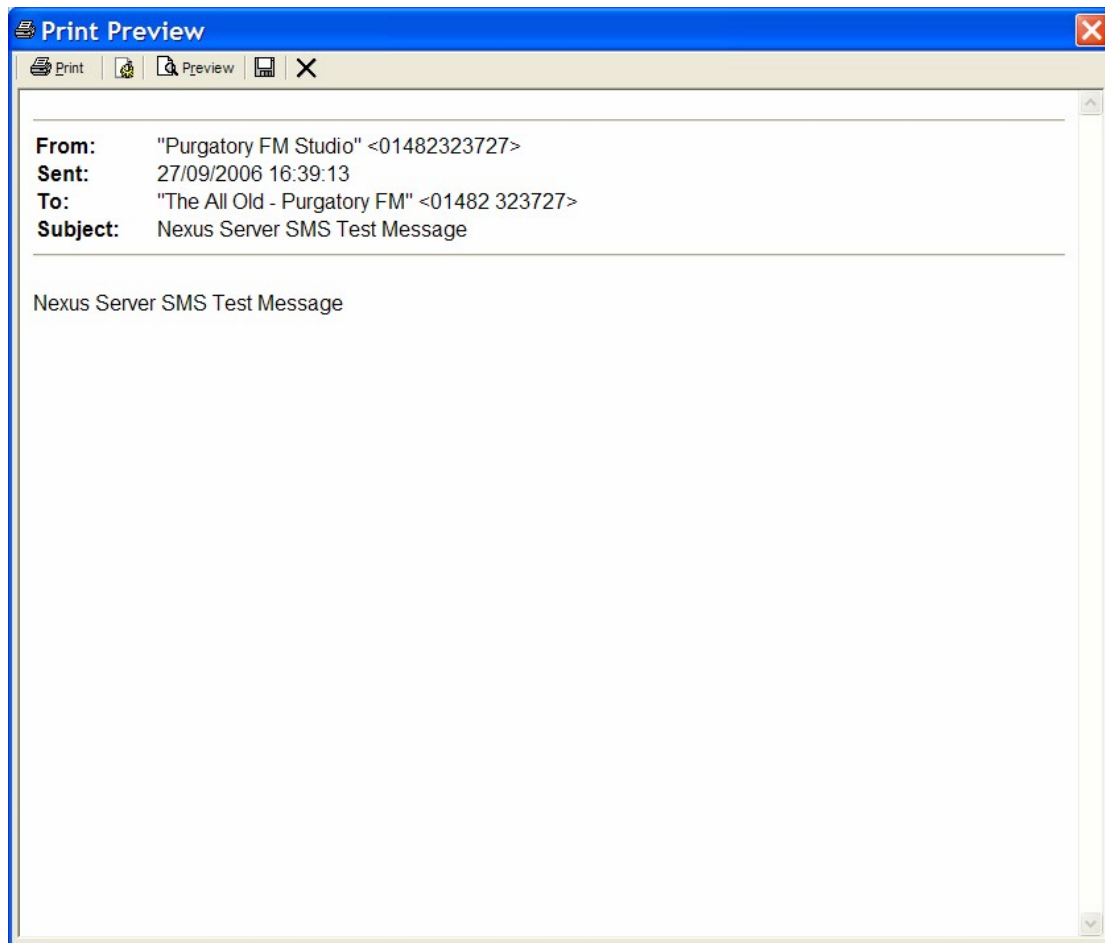 Print Preview
Print Preview
From: "Purgatory FM Studio" <01482323727>
Sent: 27/09/2006 16:39:13
To: "The All Old - Purgatory FM" <01482 323727>
Subject: Nexus Server SMS Test Message
Nexus Server SMS Test Message